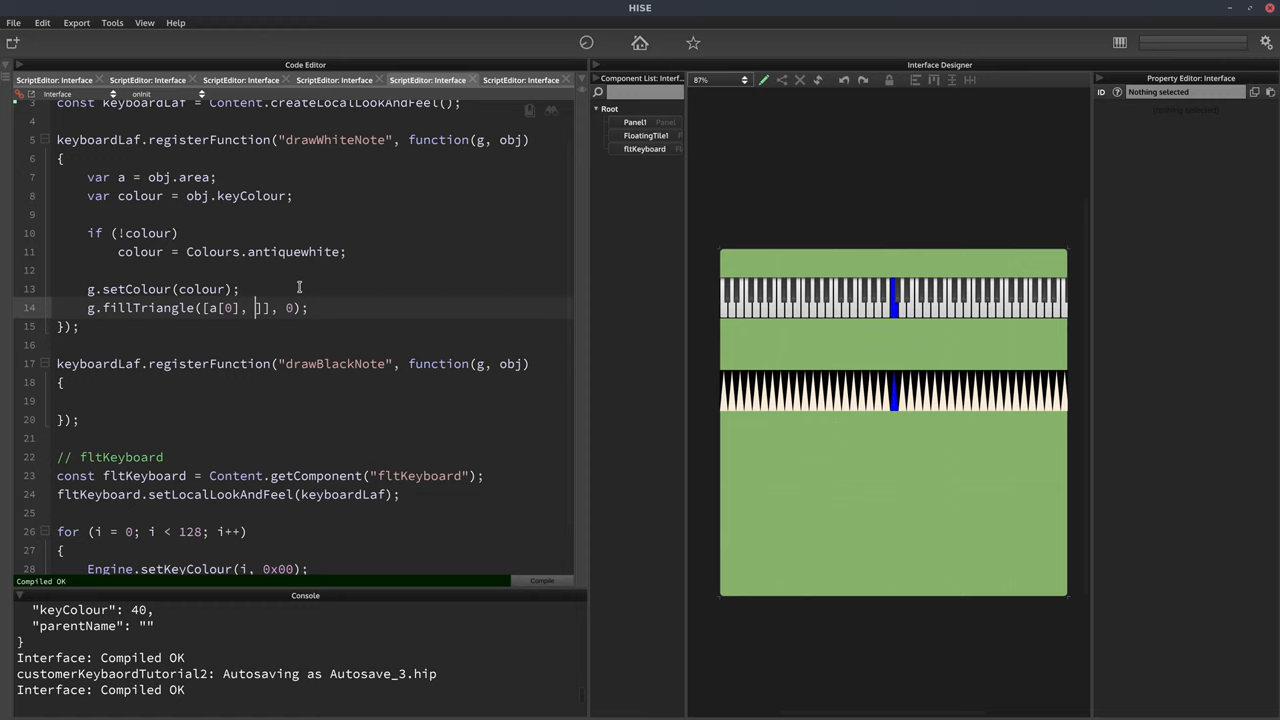 HISE
File Edit Export Tools View Help
Code Editor
ScriptEditor: Interface ScriptEditor: Interface ScriptEditor: Interface ScriptEditor: Interface ScriptEditor: Interface ScriptEditor: Interface
Interface onInit
3 const keyboardLaf = Content.createLocalLookAndFeel();
4
5 keyboardLaf.registerFunction("drawWhiteNote", function(g, obj)
6 {
7 var a = obj.area;
8 var colour = obj.keyColour;
9
10 if (!colour)
11 colour = Colours.antiquewhite;
12
13 g.setColour(colour);
14 g.fillTriangle([a[0], ]], 0);
15 });
16
17 keyboardLaf.registerFunction("drawBlackNote", function(g, obj)
18 {
19
20 });
21
22 // fltKeyboard
23 const fltKeyboard = Content.getComponent("fltKeyboard");
24 fltKeyboard.setLocalLookAndFeel(keyboardLaf);
25
26 for (i = 0; i < 128; i++)
27 {
28 Engine.setKeyColour(i, 0x00);
Compiled OK Compile
Console
"keyColour": 40,
"parentName": ""
}
Interface: Compiled OK
customerKeybaordTutorial2: Autosaving as Autosave_3.hip
Interface: Compiled OK
Component List: Interf...
Root
Panel1 Panel
FloatingTile1
fltKeyboard
Interface Designer
87%
Property Editor: Interface
ID Nothing selected
(nothing selected)